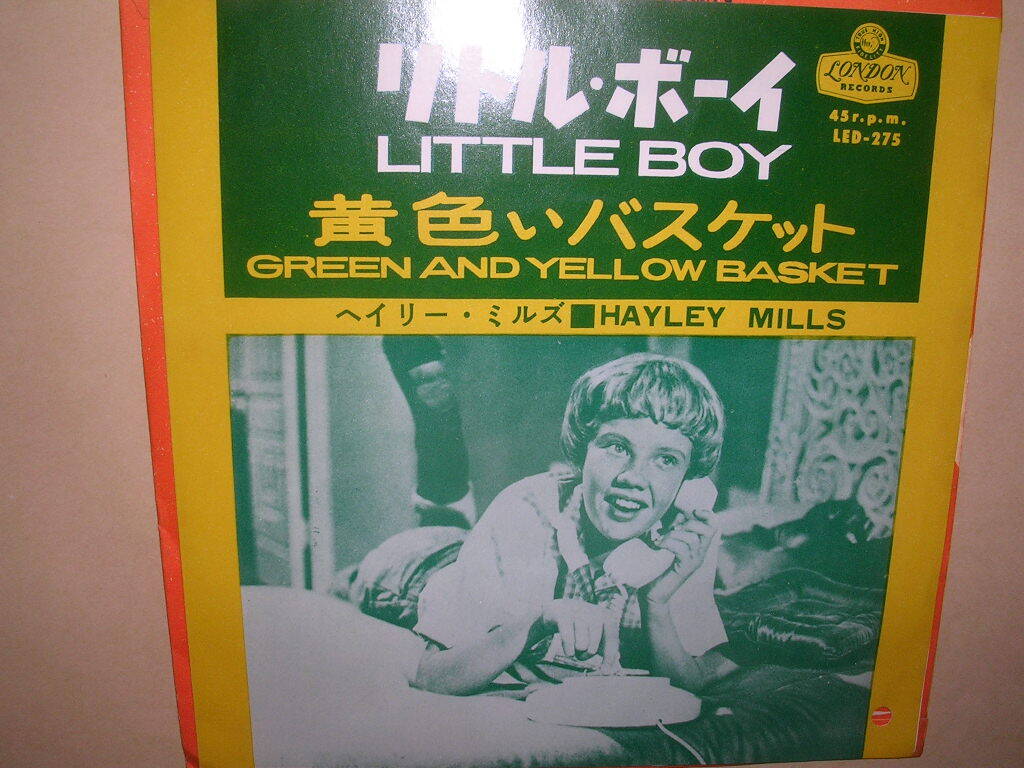 リトル・ボーイ
LITTLE BOY
黄色いバスケット
GREEN AND YELLOW BASKET
ヘイリー・ミルズ■HAYLEY MILLS
LONDON
RECORDS
45 r.p.m.
LED-275